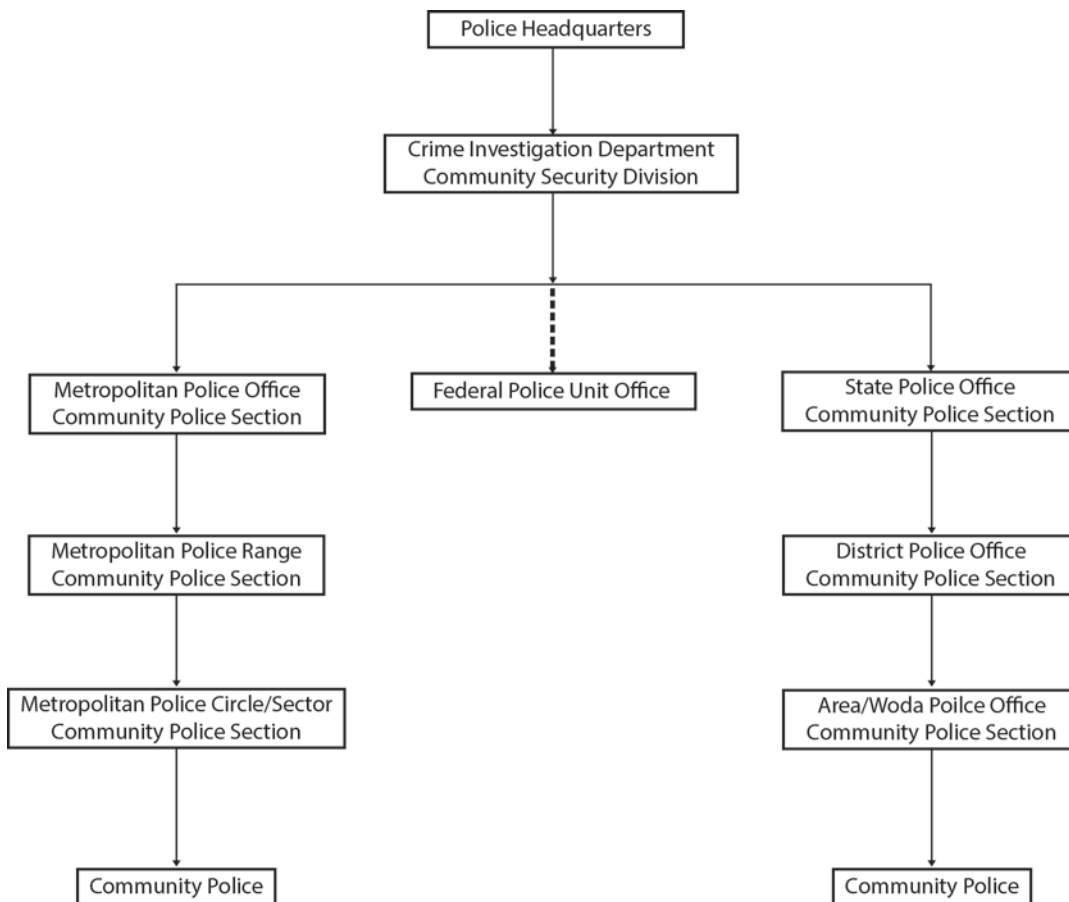 Police Headquarters
Crime Investigation Department
Community Security Division
Metropolitan Police Office
Community Police Section
Federal Police Unit Office
State Police Office
Community Police Section
Metropolitan Police Range
Community Police Section
District Police Office
Community Police Section
Metropolitan Police Circle/Sector
Community Police Section
Area/Woda Poilce Office
Community Police Section
Community Police
Community Police